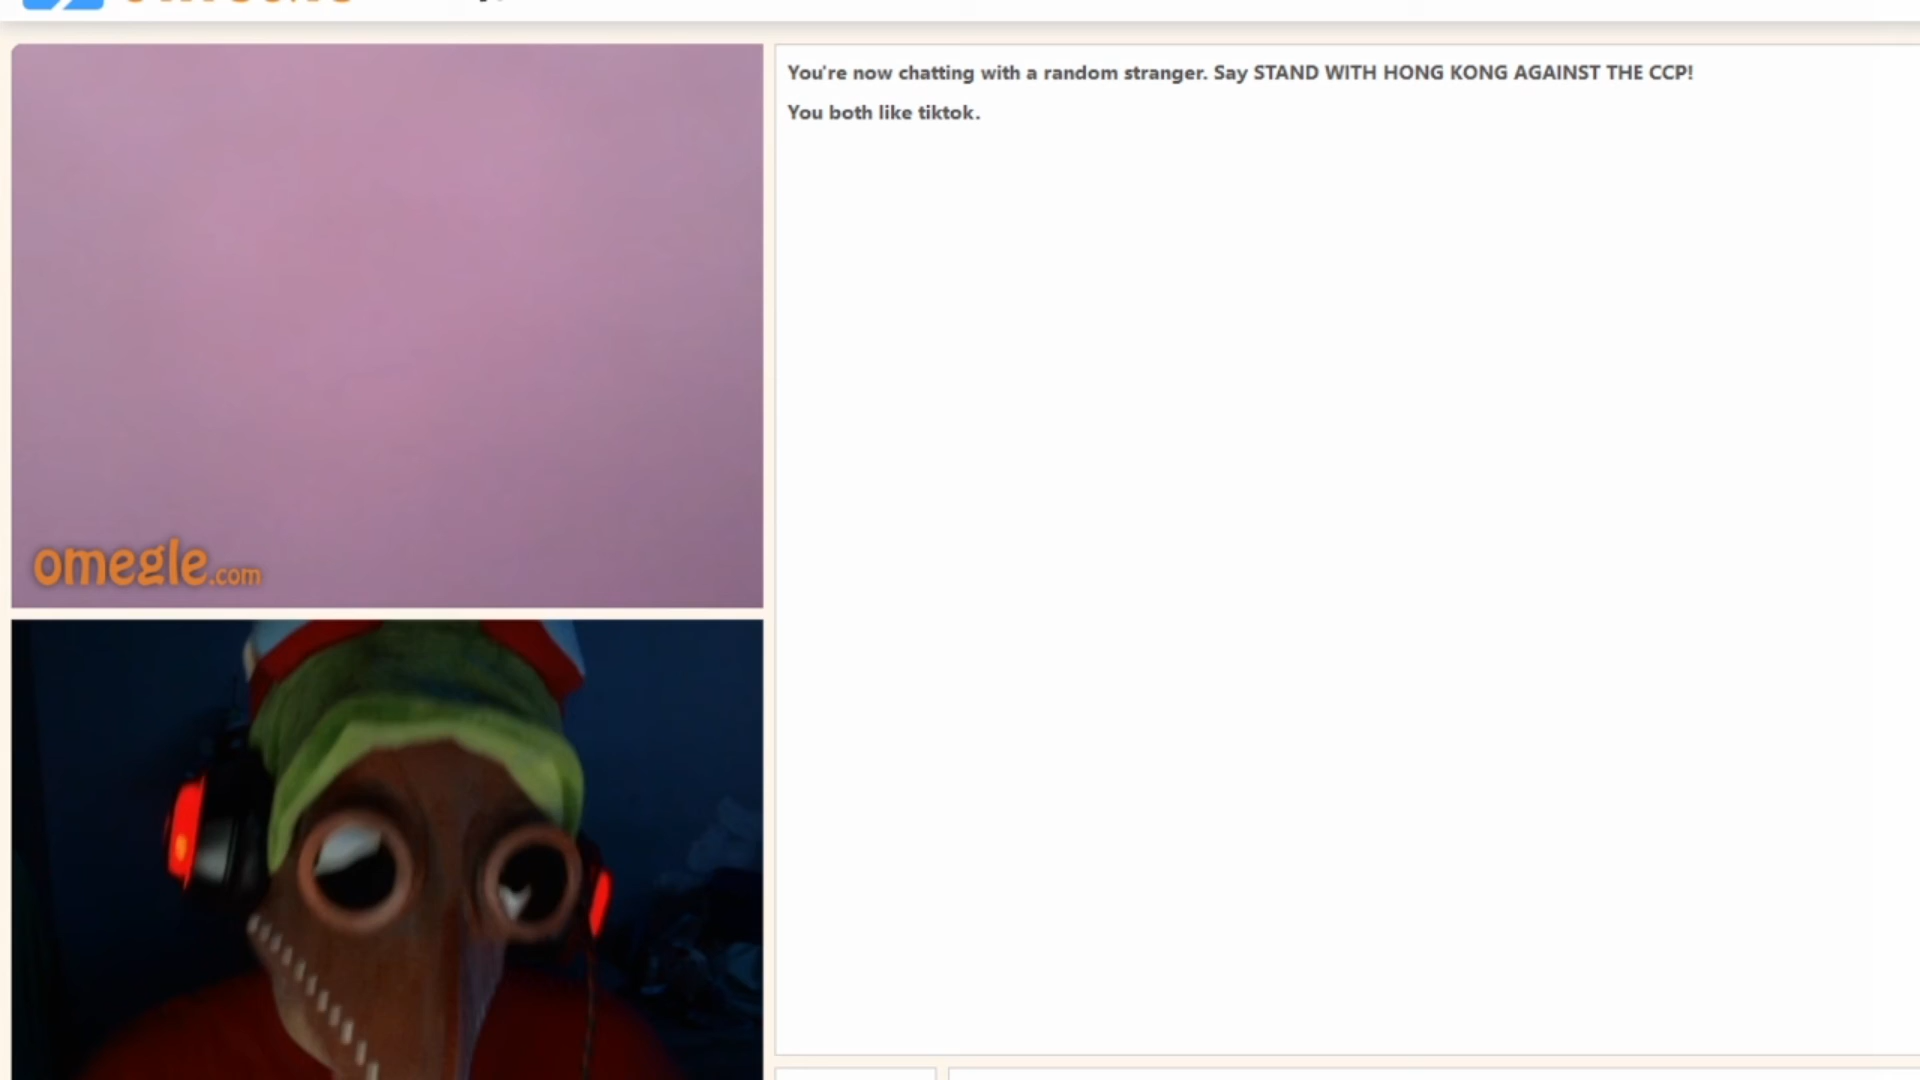 You're now chatting with a random stranger. Say STAND WITH HONG KONG AGAINST THE CCP!
You both like tiktok.
omegle.com